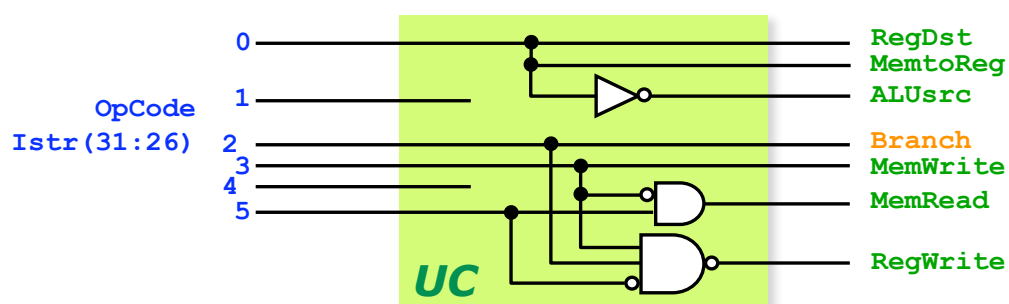 0
RegDst
MemtoReg
1
ALUsrc
OpCode
Istr(31:26)
2
Branch
3
MemWrite
4
MemRead
5
RegWrite
UC